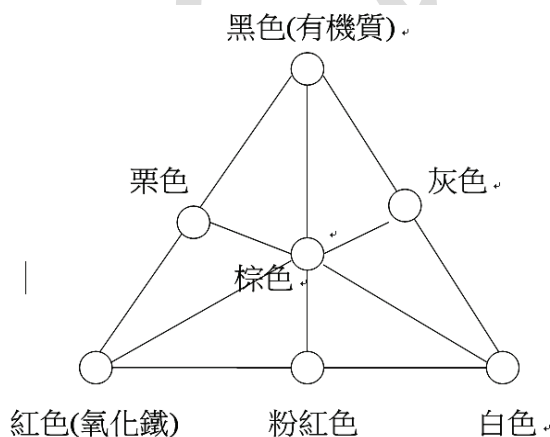 黑色(有機質)
栗色
灰色
棕色
紅色(氧化鐵)
粉紅色
白色